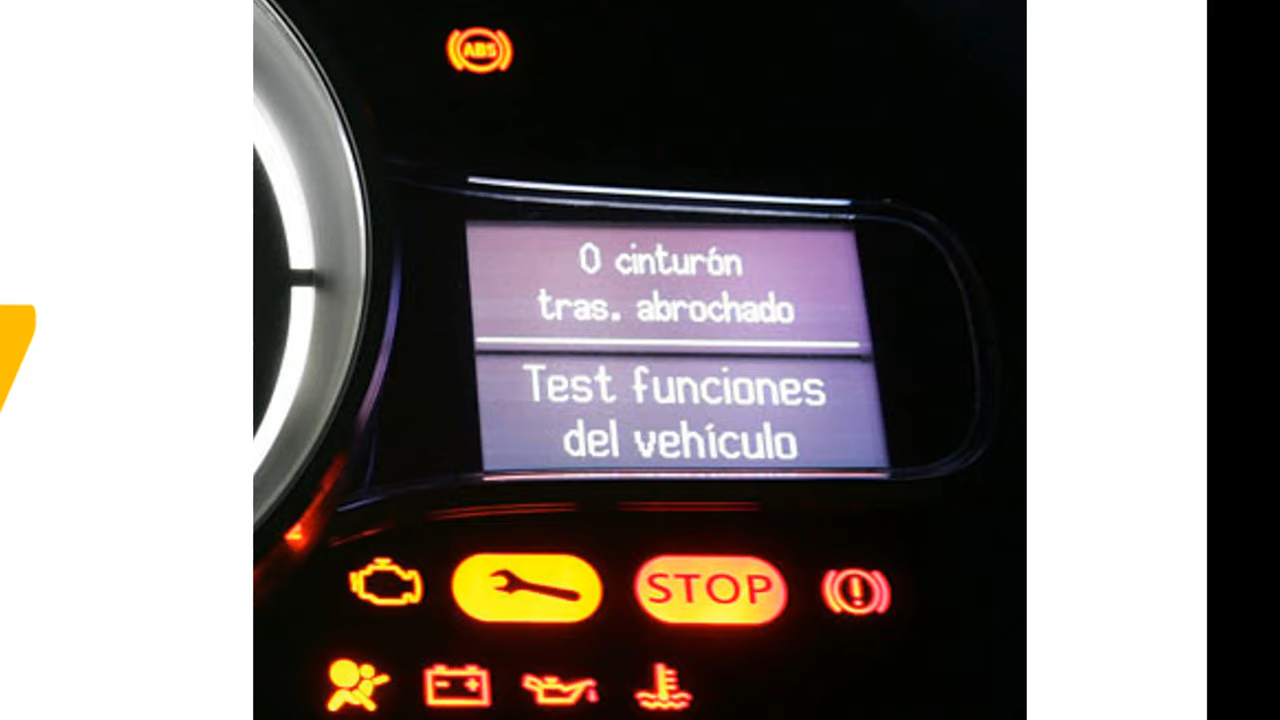 ABS
0 cinturón
tras. abrochado
Test funciones
del vehículo
STOP